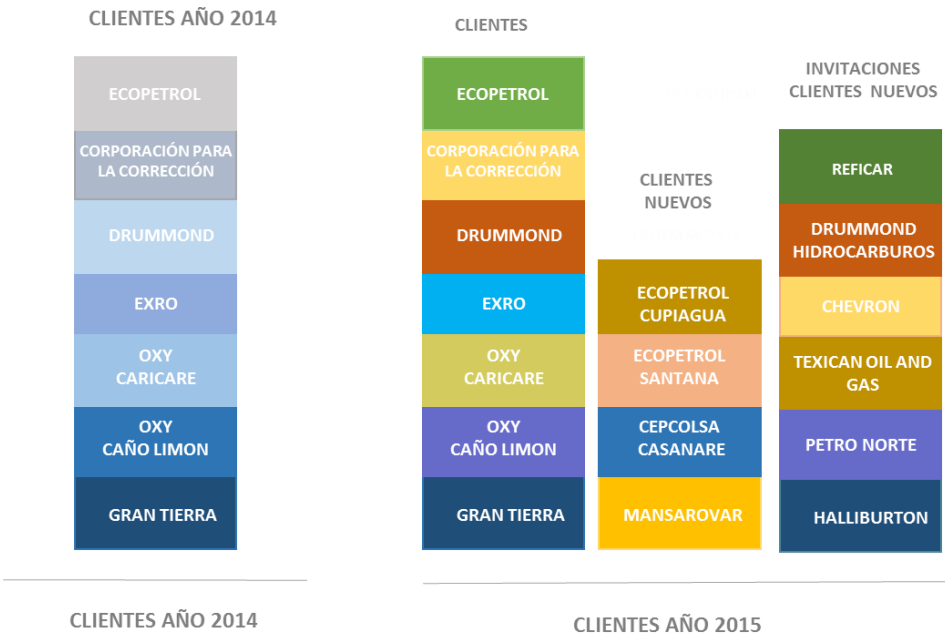 CLIENTES AÑO 2014
ECOPETROL
CORPORACIÓN PARA
LA CORRECCIÓN
DRUMMOND
EXRO
OXY
CARICARE
OXY
CAÑO LIMON
GRAN TIERRA
CLIENTES AÑO 2014
CLIENTES
ECOPETROL
CORPORACIÓN PARA
LA CORRECCIÓN
DRUMMOND
EXRO
OXY
CARICARE
OXY
CAÑO LIMON
GRAN TIERRA
CLIENTES
NUEVOS
ECOPETROL
CUPIAGUA
ECOPETROL
SANTANA
CEPCOLSA
CASANARE
MANSAROVAR
INVITACIONES
CLIENTES NUEVOS
REFICAR
DRUMMOND
HIDROCARBUROS
CHEVRON
TEXICAN OIL AND
GAS
PETRO NORTE
HALLIBURTON
CLIENTES AÑO 2015